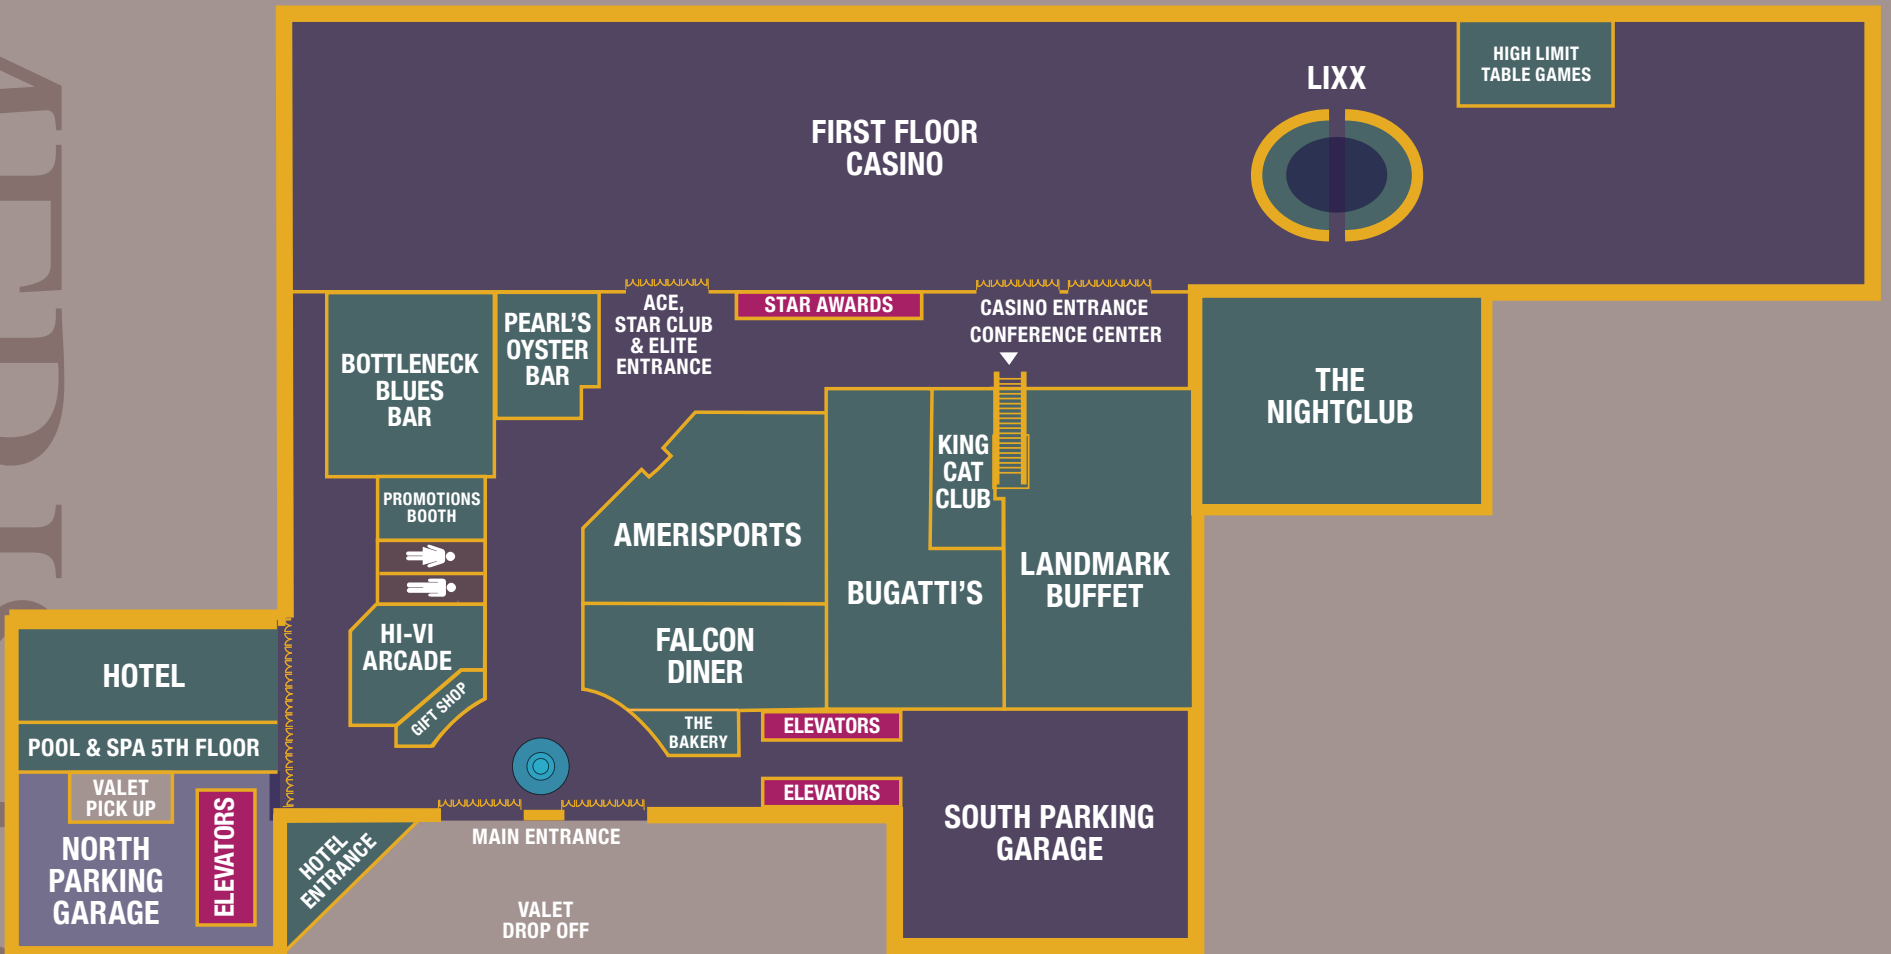 HIGH LIMIT
TABLE GAMES
LIXX
FIRST FLOOR
CASINO
ACE,
STAR CLUB
& ELITE
ENTRANCE
STAR AWARDS
CASINO ENTRANCE
CONFERENCE CENTER
BOTTLENECK
BLUES
BAR
PEARL'S
OYSTER
BAR
THE
NIGHTCLUB
KING
CAT
CLUB
PROMOTIONS
BOOTH
AMERISPORTS
BUGATTI'S
LANDMARK
BUFFET
HI-VI
ARCADE
GIFT SHOP
FALCON
DINER
THE
BAKERY
ELEVATORS
ELEVATORS
HOTEL
POOL & SPA 5TH FLOOR
VALET
PICK UP
NORTH
PARKING
GARAGE
ELEVATORS
HOTEL
ENTRANCE
MAIN ENTRANCE
VALET
DROP OFF
SOUTH PARKING
GARAGE